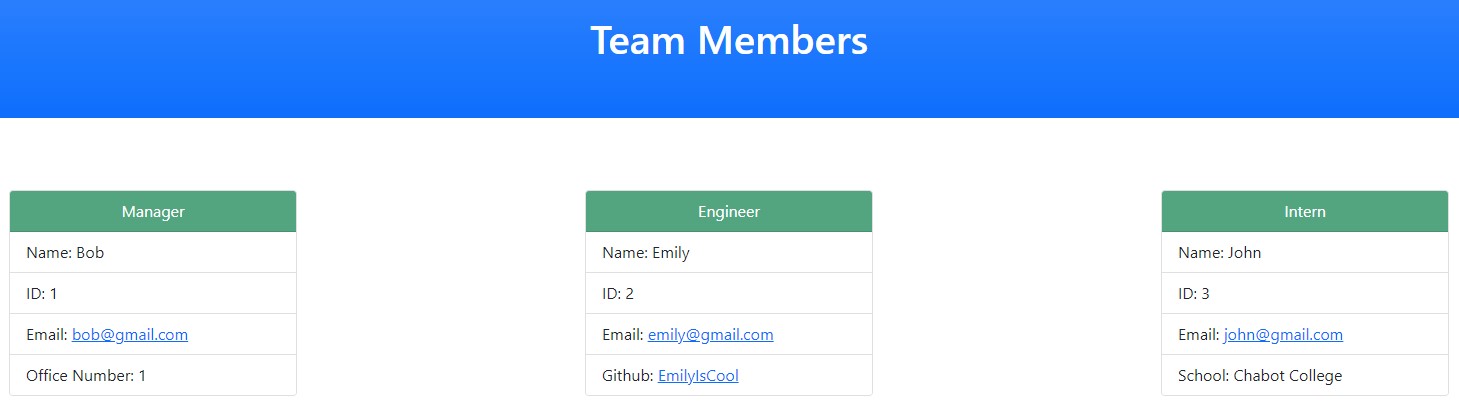 Team Members
Manager
Name: Bob
ID: 1
Email: bob@gmail.com
Office Number: 1
Engineer
Name: Emily
ID: 2
Email: emily@gmail.com
Github: EmilyIsCool
Intern
Name: John
ID: 3
Email: john@gmail.com
School: Chabot College